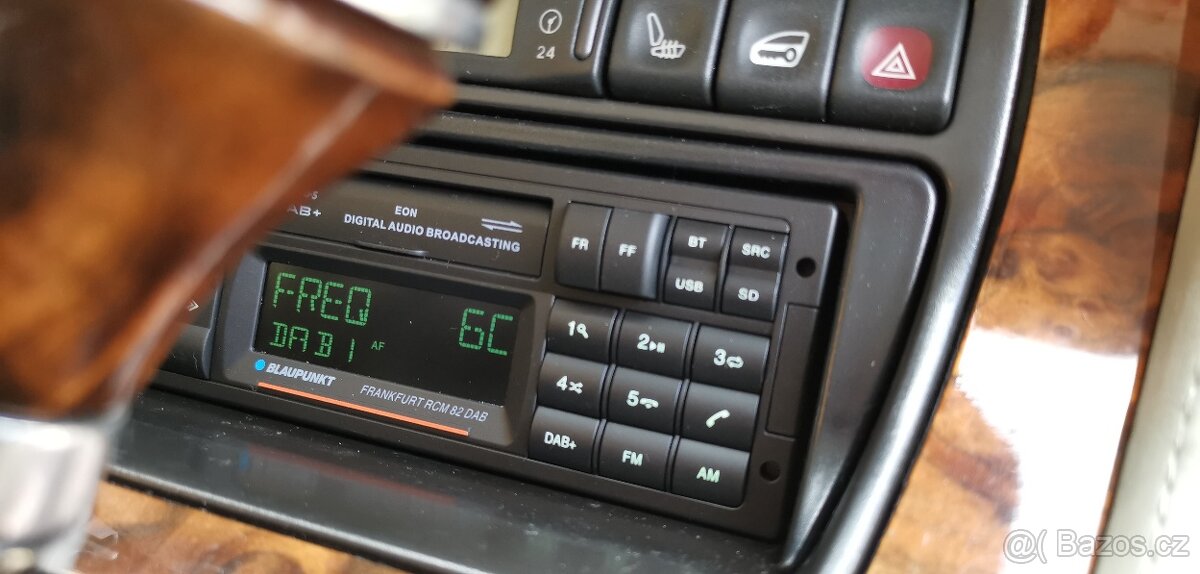 24
AB+
EON
DIGITAL AUDIO BROADCASTING
FR
FF
BT
SRC
USB
SD
FREQ
6C
DAB1
AF
BLAUPUNKT
FRANKFURT RCM 82 DAB
1
2
3
4
5
DAB+
FM
AM
@( Bazos.cz